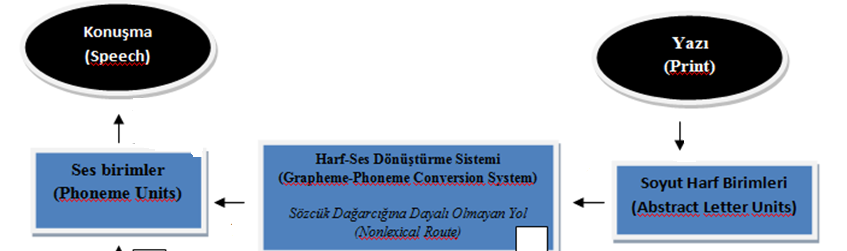 Konuşma
(Speech)
Yazı
(Print)
Ses birimler
(Phoneme Units)
Harf-Ses Dönüştürme Sistemi
(Grapheme-Phoneme Conversion System)
Sözcük Dağarcığına Dayalı Olmayan Yol
(Nonlexical Route)
Soyut Harf Birimleri
(Abstract Letter Units)